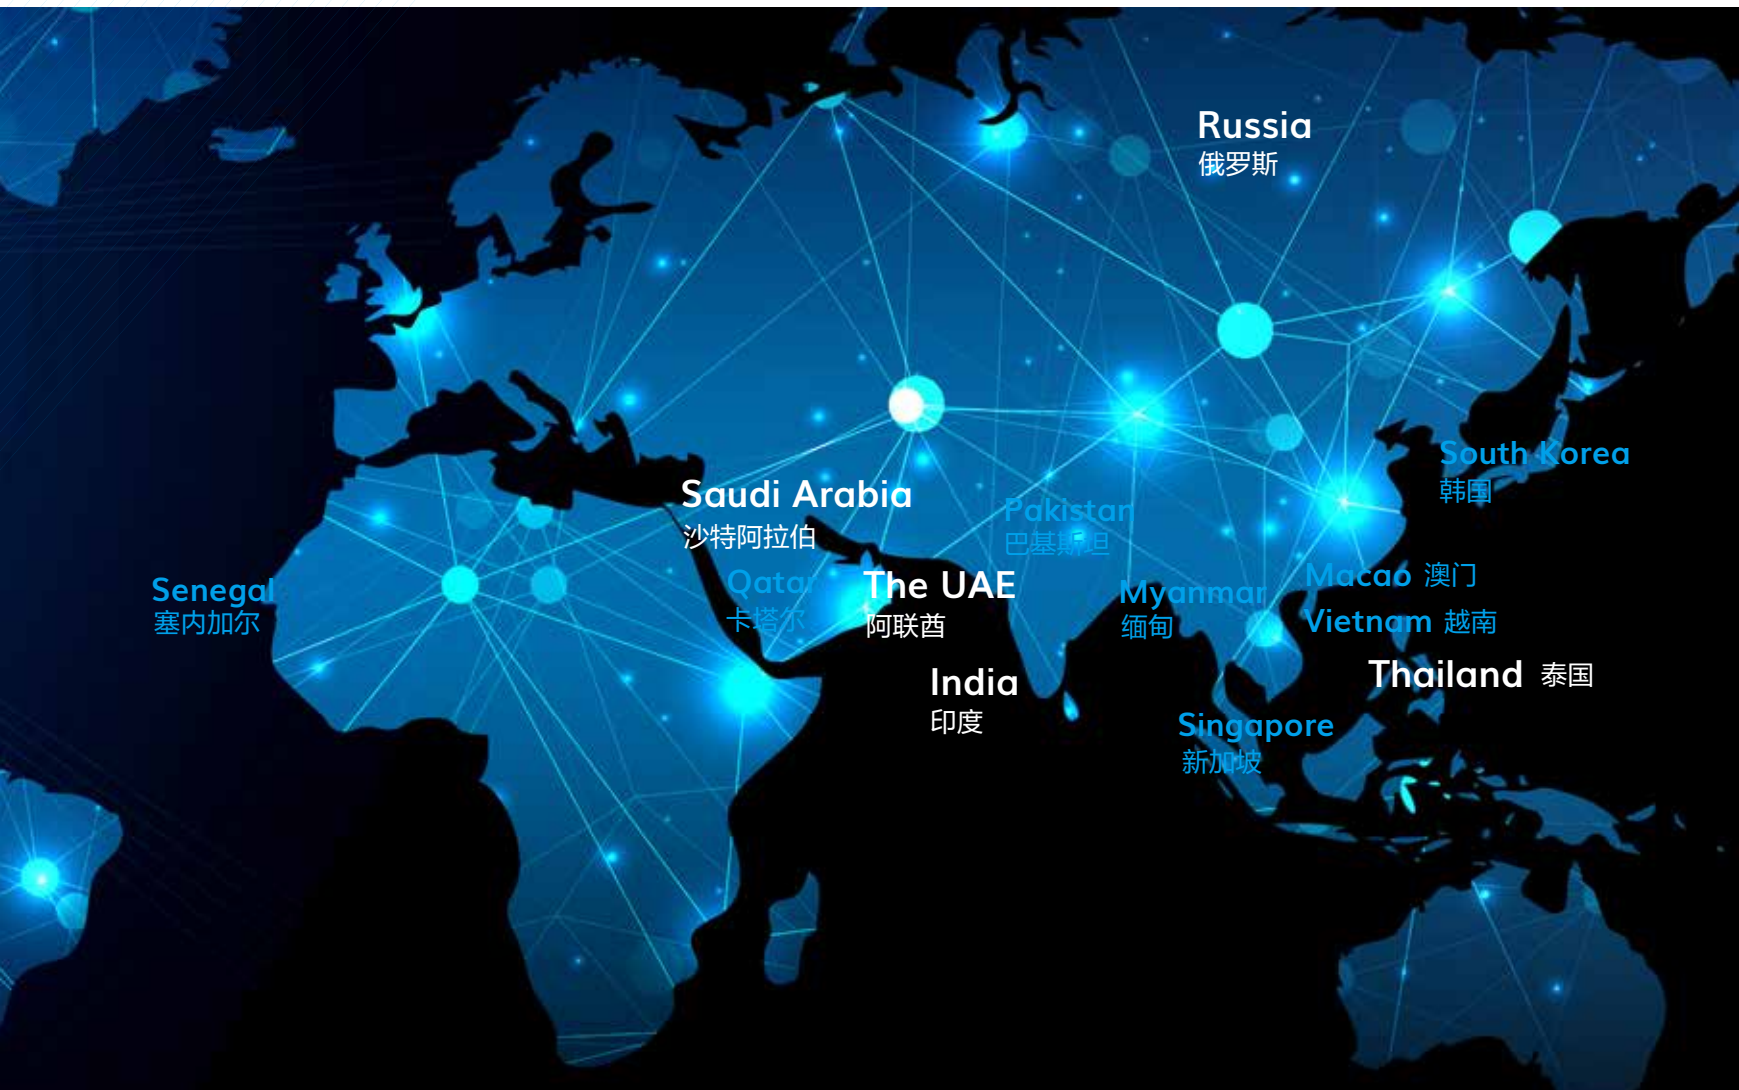 Russia
俄罗斯
South Korea
韩国
Saudi Arabia
沙特阿拉伯
Pakistan
巴基斯坦
Senegal
塞内加尔
Qatar
卡塔尔
The UAE
阿联酋
Myanmar
缅甸
Macao 澳门
Vietnam 越南
India
印度
Thailand 泰国
Singapore
新加坡